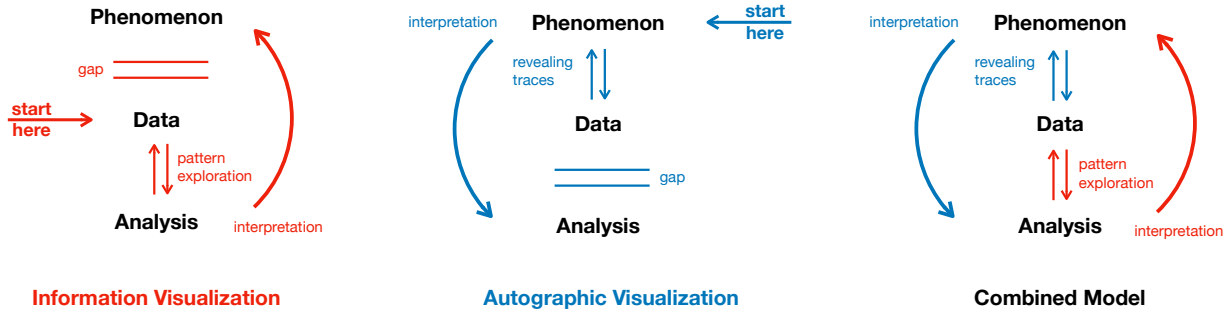 Phenomenon
gap
start
here
Data
pattern
exploration
Analysis
interpretation
Information Visualization
interpretation
Phenomenon
start
here
revealing
traces
Data
gap
Analysis
Autographic Visualization
interpretation
Phenomenon
revealing
traces
Data
pattern
exploration
Analysis
interpretation
Combined Model